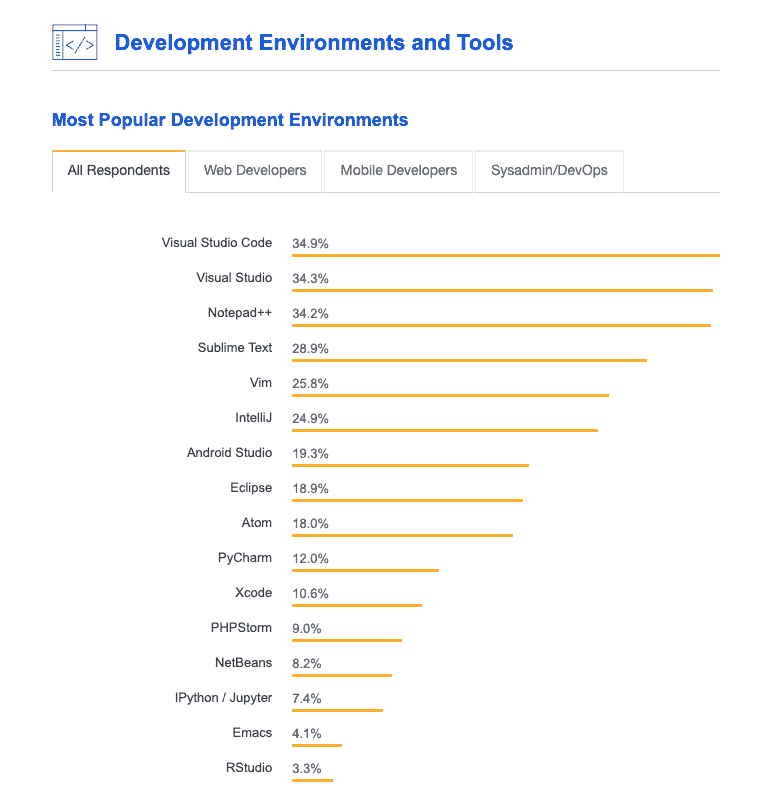 </>
Development Environments and Tools
Most Popular Development Environments
All Respondents Web Developers Mobile Developers Sysadmin/DevOps
Visual Studio Code 34.9%
Visual Studio 34.3%
Notepad++ 34.2%
Sublime Text 28.9%
Vim 25.8%
IntelliJ 24.9%
Android Studio 19.3%
Eclipse 18.9%
Atom 18.0%
PyCharm 12.0%
Xcode 10.6%
PHPStorm 9.0%
NetBeans 8.2%
IPython / Jupyter 7.4%
Emacs 4.1%
RStudio 3.3%